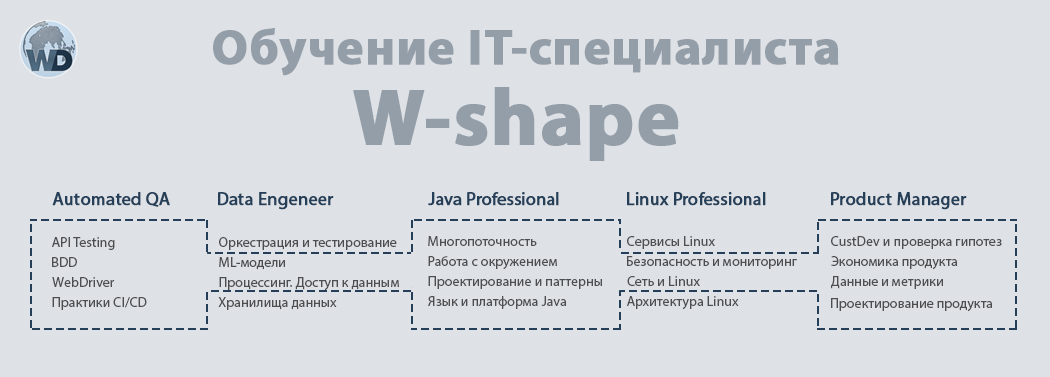 WD
Обучение IT-специалиста
W-shape
Automated QA
API Testing
BDD
WebDriver
Практики CI/CD
Data Engeneer
Оркестрация и тестирование
ML-модели
Процессинг. Доступ к данным
Хранилища данных
Java Professional
Многопоточность
Работа с окружением
Проектирование и паттерны
Язык и платформа Java
Linux Professional
Сервисы Linux
Безопасность и мониторинг
Сеть и Linux
Архитектура Linux
Product Manager
CustDev и проверка гипотез
Экономика продукта
Данные и метрики
Проектирование продукта